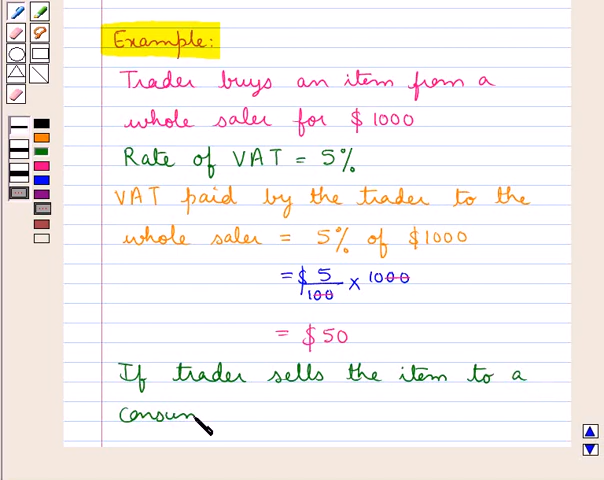 Example:
Trader buys an item from a
whole saler for $ 1000
Rate of VAT = 5%
VAT paid by the trader to the
whole saler = 5% of $1000
= $ 5/100 × 1000
= $50
If trader sells the item to a
consum